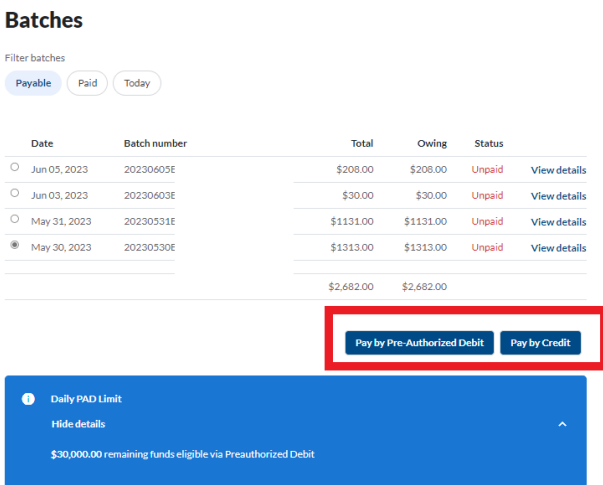 Batches
Filter batches
Payable Paid Today
Date Batch number Total Owing Status
Jun 05, 2023 20230605E $208.00 $208.00 Unpaid View details
Jun 03, 2023 20230603E $30.00 $30.00 Unpaid View details
May 31, 2023 20230531E $1131.00 $1131.00 Unpaid View details
May 30, 2023 20230530E $1313.00 $1313.00 Unpaid View details
$2,682.00 $2,682.00
Pay by Pre-Authorized Debit Pay by Credit
Daily PAD Limit
Hide details
$30,000.00 remaining funds eligible via Preauthorized Debit